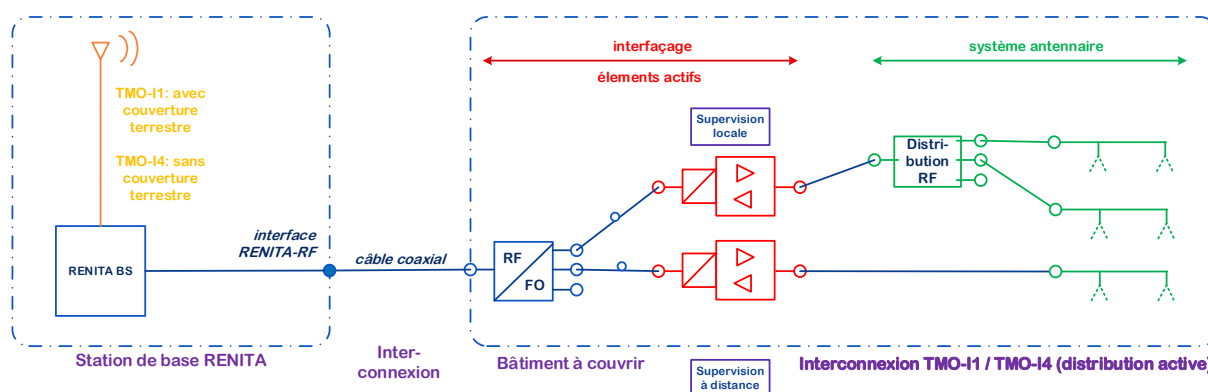 TMO-I1: avec
couverture
terrestre
TMO-I4: sans
couverture
terrestre
RENITA BS
interface
RENITA-RF
câble coaxial
interfaçage
élements actifs
système antennaire
Supervision
locale
Distri-
bution
RF
RF
FO
Station de base RENITA
Inter-
connexion
Bâtiment à couvrir
Supervision
à distance
Interconnexion TMO-I1 / TMO-I4 (distribution active)